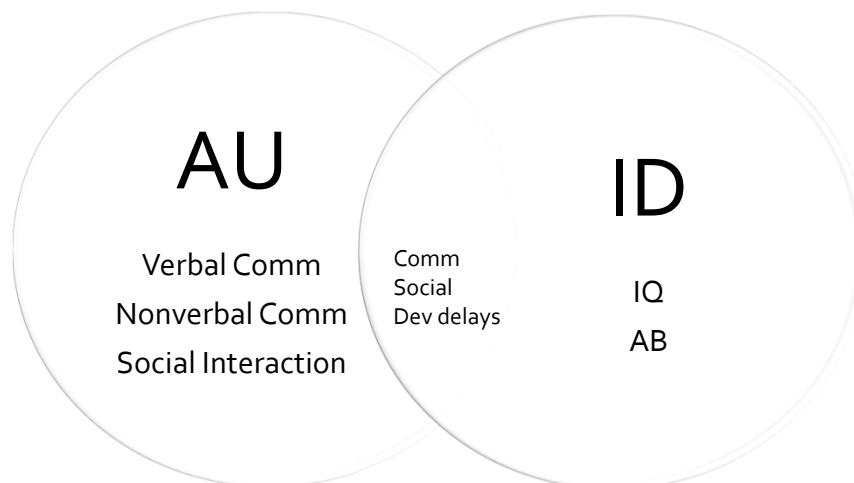 AU
Verbal Comm
Nonverbal Comm
Social Interaction
Comm
Social
Dev delays
ID
IQ
AB